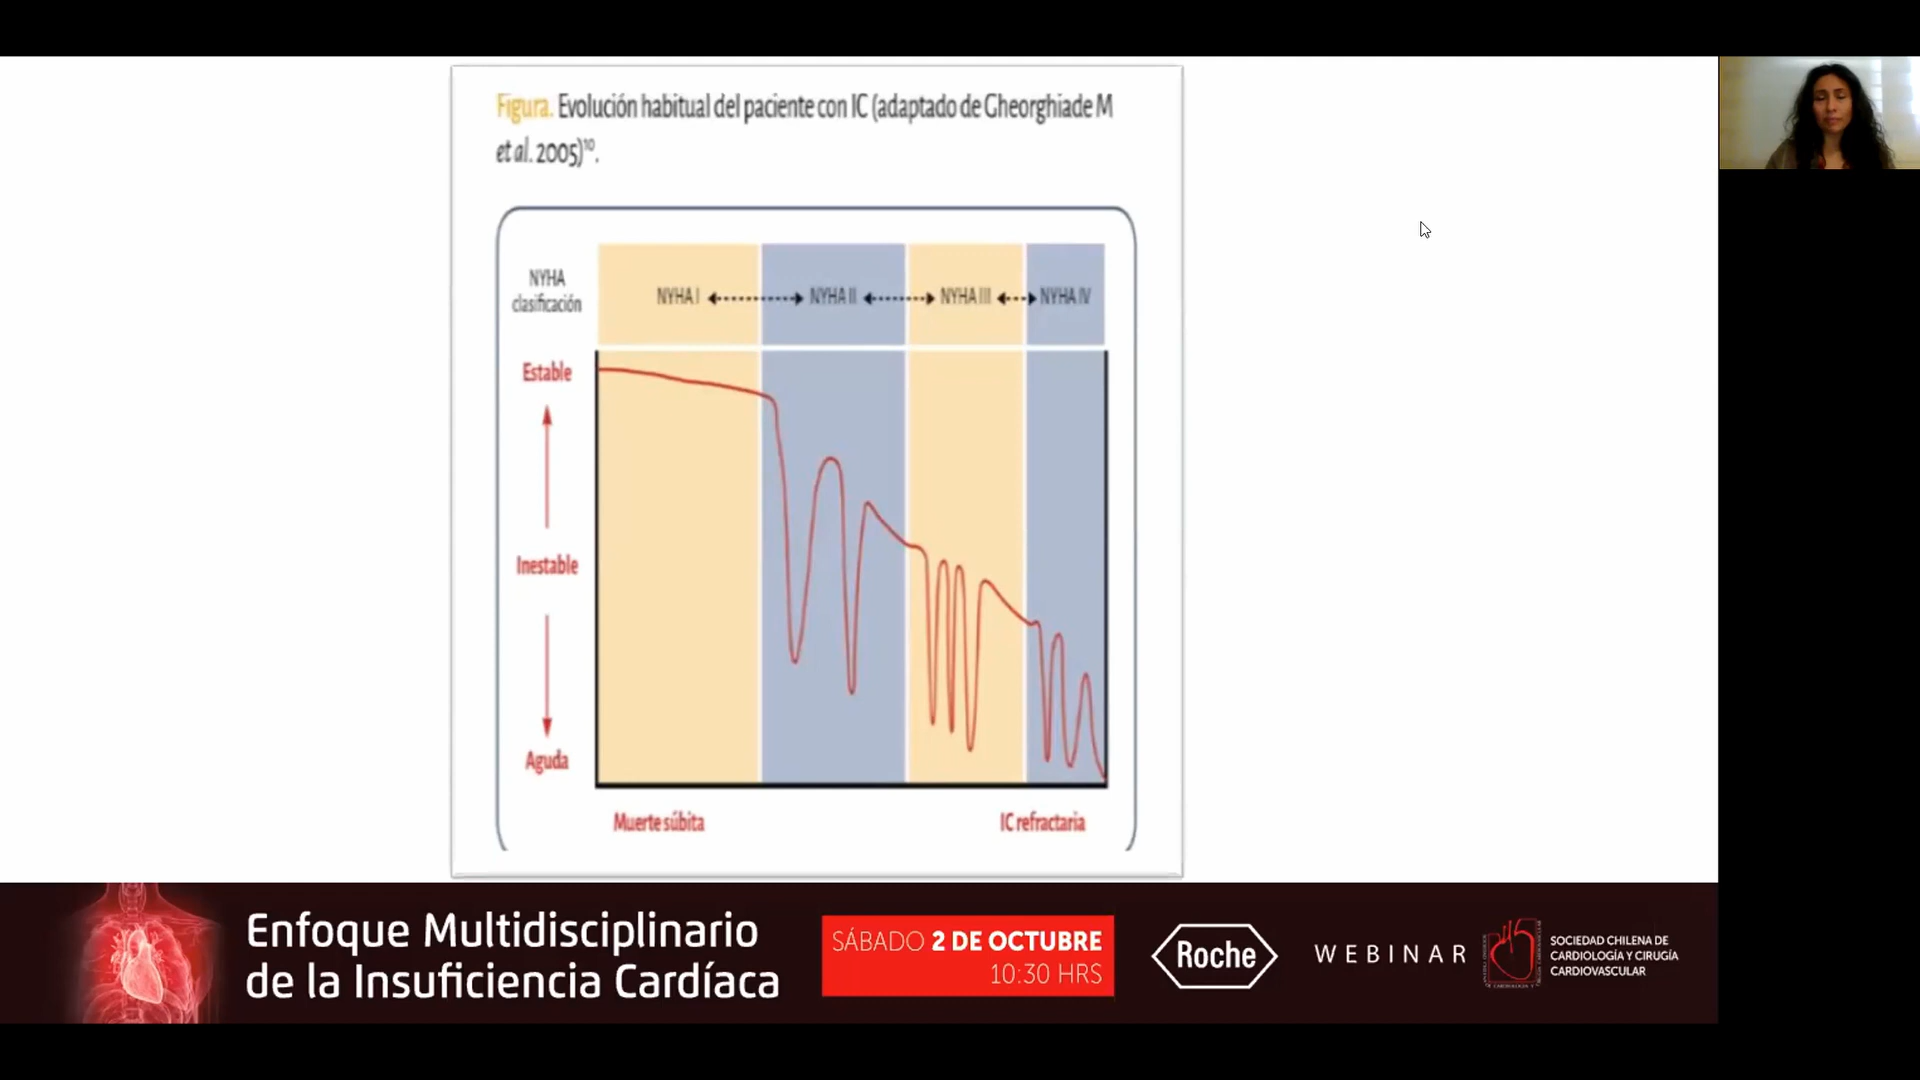 Figura. Evolución habitual del paciente con IC (adaptado de Gheorghiade M
et al. 2005)¹⁰.
NYHA
clasificación
NYHA I
NYHA II
NYHA III
NYHA IV
Estable
Inestable
Aguda
Muerte súbita
IC refractaria
Enfoque Multidisciplinario
de la Insuficiencia Cardíaca
SÁBADO 2 DE OCTUBRE
10:30 HRS
Roche
WEBINAR
SOCIEDAD CHILENA DE
CARDIOLOGÍA Y CIRUGÍA
CARDIOVASCULAR